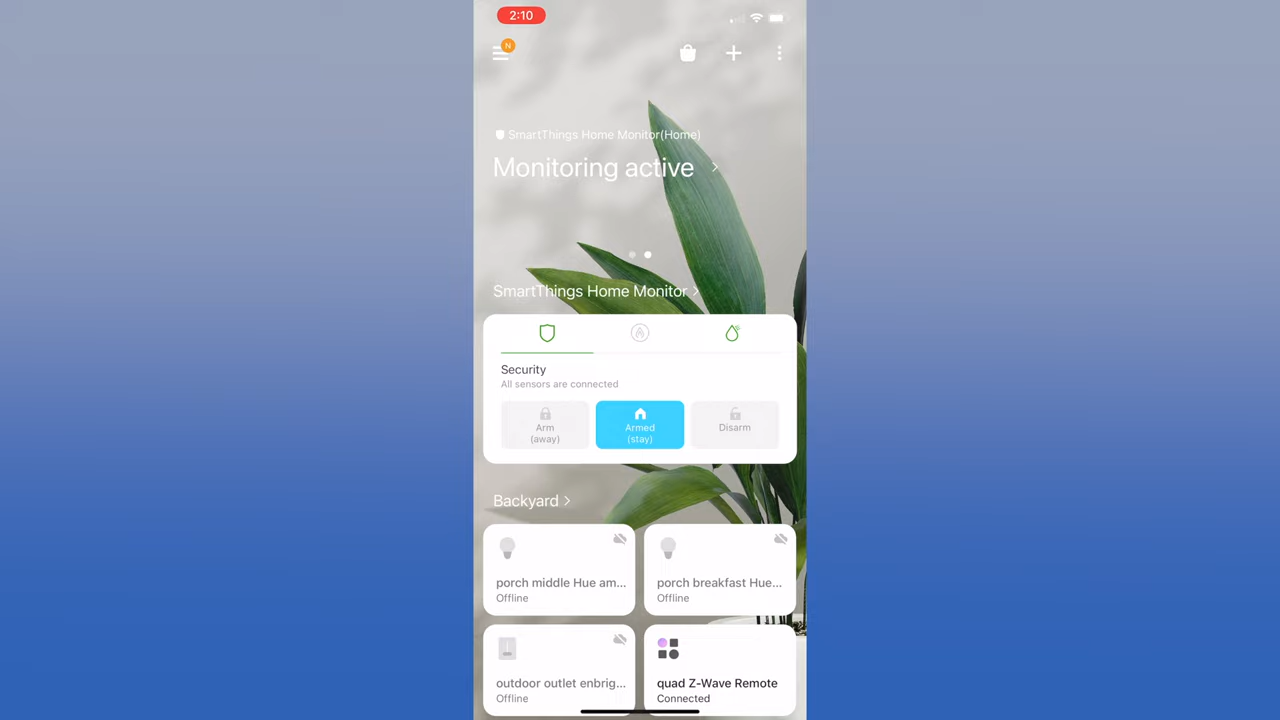 2:10
N
SmartThings Home Monitor(Home)
Monitoring active
SmartThings Home Monitor
Security
All sensors are connected
Arm
(away)
Armed
(stay)
Disarm
Backyard
porch middle Hue am...
Offline
porch breakfast Hue...
Offline
outdoor outlet enbrig...
Offline
quad Z-Wave Remote
Connected